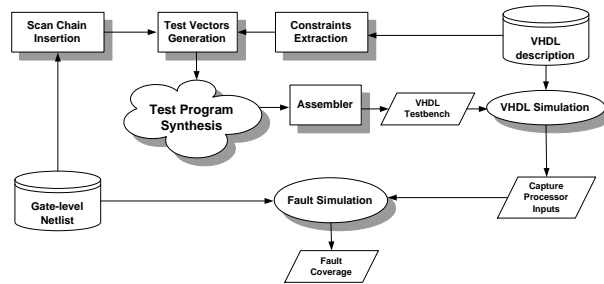 Scan Chain
Insertion
Test Vectors
Generation
Constraints
Extraction
VHDL
description
Test Program
Synthesis
Assembler
VHDL
Testbench
VHDL Simulation
Gate-level
Netlist
Fault Simulation
Capture
Processor
Inputs
Fault
Coverage